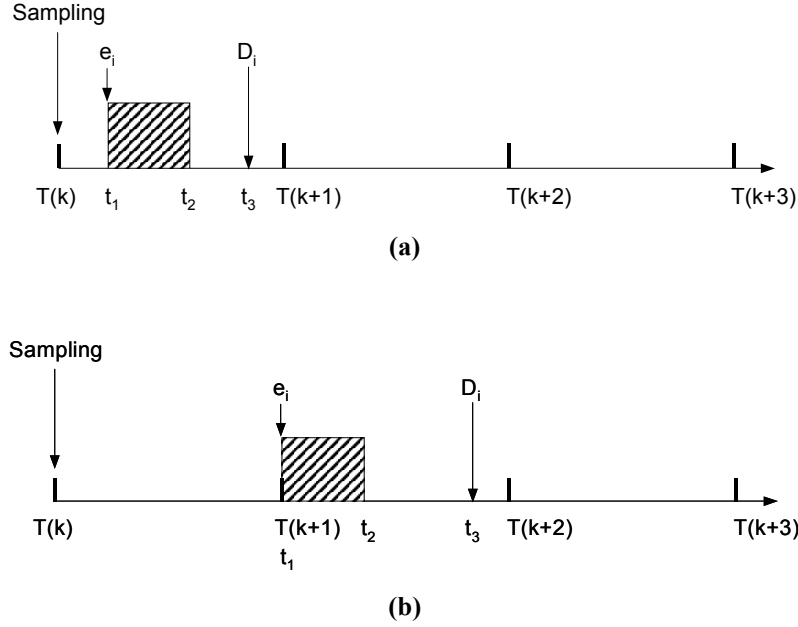 Sampling
e_i D_i
T(k) t_1 t_2 t_3 T(k+1) T(k+2) T(k+3)
(a)
Sampling
e_i D_i
T(k) T(k+1) t_2 t_3 T(k+2) T(k+3)
t_1
(b)